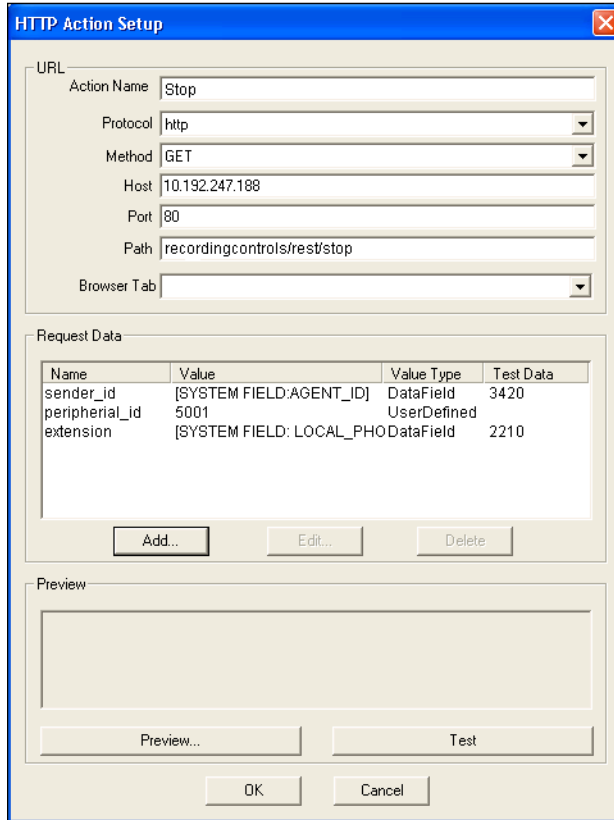 HTTP Action Setup
URL
Action Name Stop
Protocol http
Method GET
Host 10.192.247.188
Port 80
Path recordingcontrols/rest/stop
Browser Tab
Request Data
Name Value Value Type Test Data
sender_id [SYSTEM FIELD:AGENT_ID] DataField 3420
peripherial_id 5001 UserDefined
extension [SYSTEM FIELD: LOCAL_PHO DataField 2210
Add... Edit... Delete
Preview
Preview... Test
OK Cancel